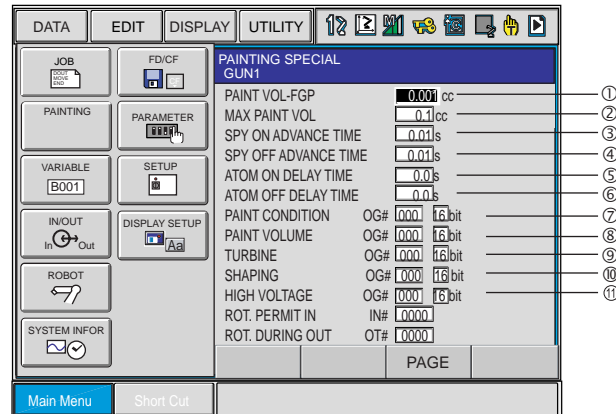 DATA EDIT DISPLAY UTILITY
JOB
DOUT
MOVE
END
FD/CF
PAINTING
PARAMETER
VARIABLE
B001
SETUP
IN/OUT
In Out
DISPLAY SETUP
Aa
ROBOT
SYSTEM INFOR
PAINTING SPECIAL
GUN1
PAINT VOL-FGP 0.001 cc ①
MAX PAINT VOL 0.1 cc ②
SPY ON ADVANCE TIME 0.01 s ③
SPY OFF ADVANCE TIME 0.01 s ④
ATOM ON DELAY TIME 0.0 s ⑤
ATOM OFF DELAY TIME 0.0 s ⑥
PAINT CONDITION OG# 000 16 bit ⑦
PAINT VOLUME OG# 000 16 bit ⑧
TURBINE OG# 000 16 bit ⑨
SHAPING OG# 000 16 bit ⑩
HIGH VOLTAGE OG# 000 16 bit ⑪
ROT. PERMIT IN IN# 0000
ROT. DURING OUT OT# 0000
PAGE
Main Menu Short Cut